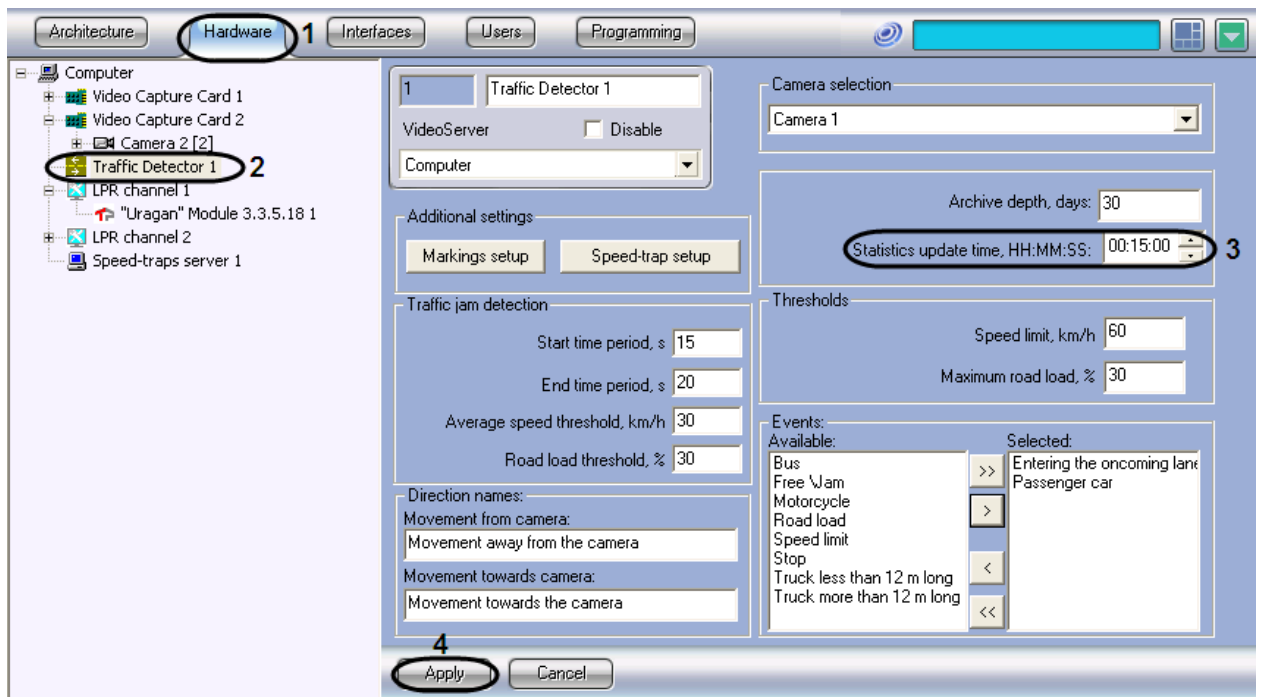 Architecture Hardware 1 Interfaces Users Programming
Computer
Video Capture Card 1
Video Capture Card 2
Camera 2 [2]
Traffic Detector 1 2
LPR channel 1
"Uragan" Module 3.3.5.18 1
LPR channel 2
Speed-traps server 1
1 Traffic Detector 1
VideoServer Disable
Computer
Additional settings
Markings setup Speed-trap setup
Traffic jam detection
Start time period, s 15
End time period, s 20
Average speed threshold, km/h 30
Road load threshold, % 30
Direction names:
Movement from camera:
Movement away from the camera
Movement towards camera:
Movement towards the camera
Camera selection
Camera 1
Archive depth, days: 30
Statistics update time, HH:MM:SS: 00:15:00 3
Thresholds
Speed limit, km/h 60
Maximum road load, % 30
Events:
Available:
Bus
Free \Jam
Motorcycle
Road load
Speed limit
Stop
Truck less than 12 m long
Truck more than 12 m long
>>
>
<
<<
Selected:
Entering the oncoming lane
Passenger car
4
Apply Cancel